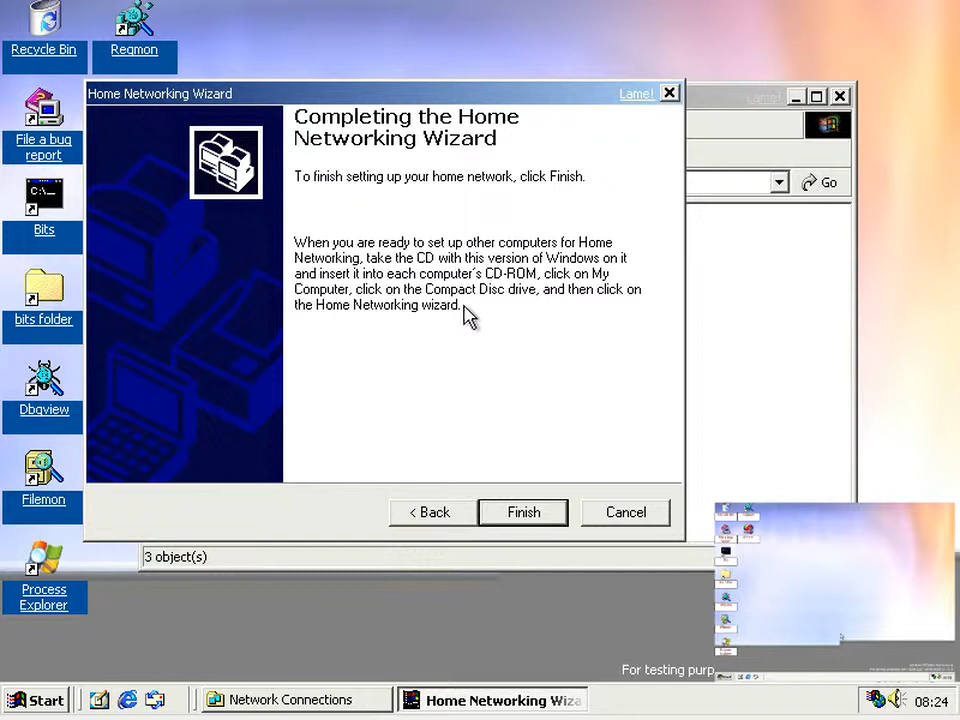 Recycle Bin
Regmon
Home Networking Wizard
Lame!
Lame!
Completing the Home
Networking Wizard
To finish setting up your home network, click Finish.
Go
File a bug
report
C:\_
Bits
When you are ready to set up other computers for Home
Networking, take the CD with this version of Windows on it
and insert it into each computer's CD-ROM, click on My
Computer, click on the Compact Disc drive, and then click on
the Home Networking wizard.
bits folder
Dbgview
Filemon
< Back
Finish
Cancel
3 object(s)
Process
Explorer
For testing purp
Start
Network Connections
Home Networking Wiza
08:24